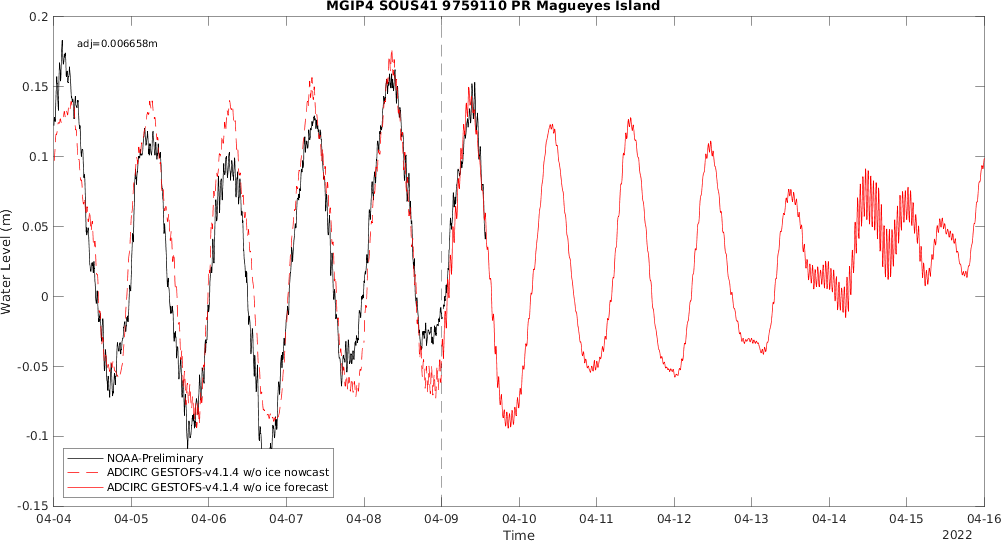 MGIP4 SOUS41 9759110 PR Magueyes Island
0.2
adj=0.006658m
0.15
0.1
0.05
0
-0.05
-0.1
-0.15
Water Level (m)
NOAA-Preliminary
ADCIRC GESTOFS-v4.1.4 w/o ice nowcast
ADCIRC GESTOFS-v4.1.4 w/o ice forecast
04-04 04-05 04-06 04-07 04-08 04-09 04-10 04-11 04-12 04-13 04-14 04-15 04-16
Time
2022